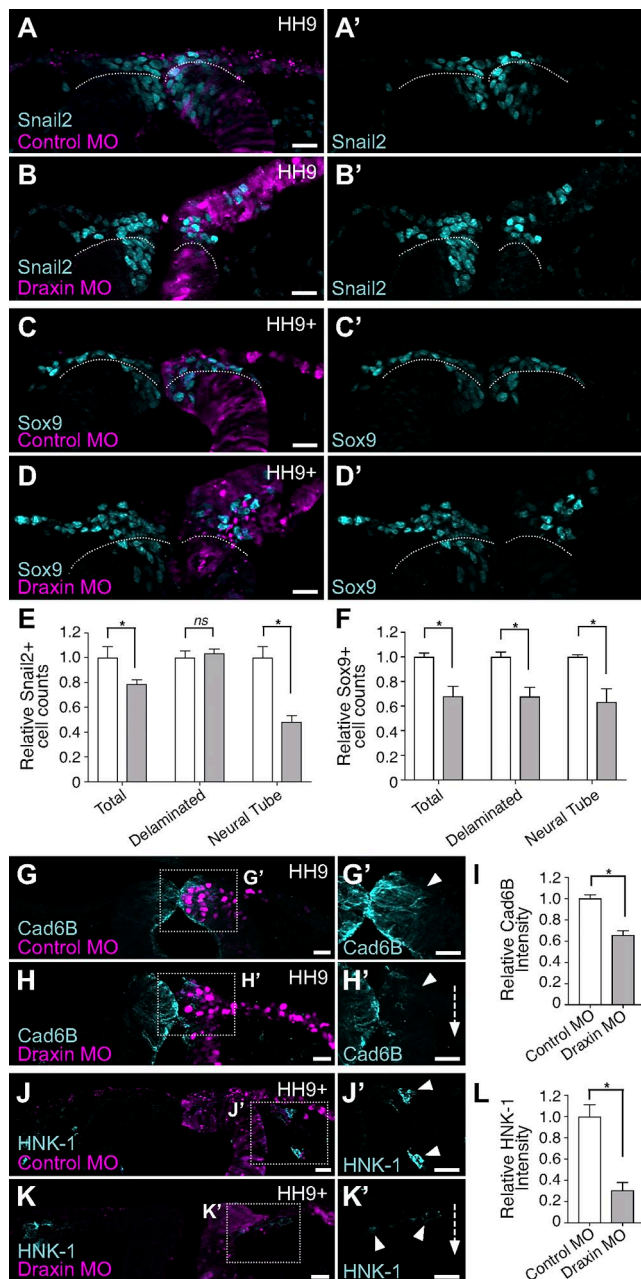 A
HH9
Snail2
Control MO
A'
Snail2
B
HH9
Snail2
Draxin MO
B'
Snail2
C
HH9+
Sox9
Control MO
C'
Sox9
D
HH9+
Sox9
Draxin MO
D'
Sox9
E
Relative Snail2+
cell counts
1.2
1.0
0.8
0.6
0.4
0.2
0
*
ns
*
Total
Delaminated
Neural Tube
F
Relative Sox9+
cell counts
1.2
1.0
0.8
0.6
0.4
0.2
0
*
*
*
Total
Delaminated
Neural Tube
G
HH9
G'
Cad6B
Control MO
G'
Cad6B
H
HH9
H'
Cad6B
Draxin MO
H'
Cad6B
I
Relative Cad6B
Intensity
1.2
1.0
0.8
0.6
0.4
0.2
0
*
Control MO
Draxin MO
J
HH9+
J'
HNK-1
Control MO
J'
HNK-1
K
HH9+
K'
HNK-1
Draxin MO
K'
HNK-1
L
Relative HNK-1
Intensity
1.2
1.0
0.8
0.6
0.4
0.2
0
*
Control MO
Draxin MO